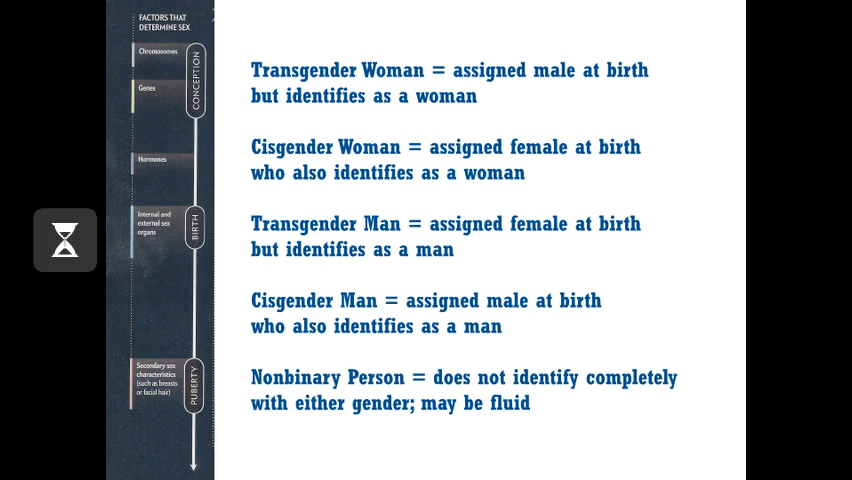 FACTORS THAT
DETERMINE SEX
Chromosomes
CONCEPTION
Genes
Hormones
Internal and
external sex
organs
BIRTH
Secondary sex
characteristics
(such as breasts
or facial hair)
PUBERTY
Transgender Woman = assigned male at birth
but identifies as a woman
Cisgender Woman = assigned female at birth
who also identifies as a woman
Transgender Man = assigned female at birth
but identifies as a man
Cisgender Man = assigned male at birth
who also identifies as a man
Nonbinary Person = does not identify completely
with either gender; may be fluid